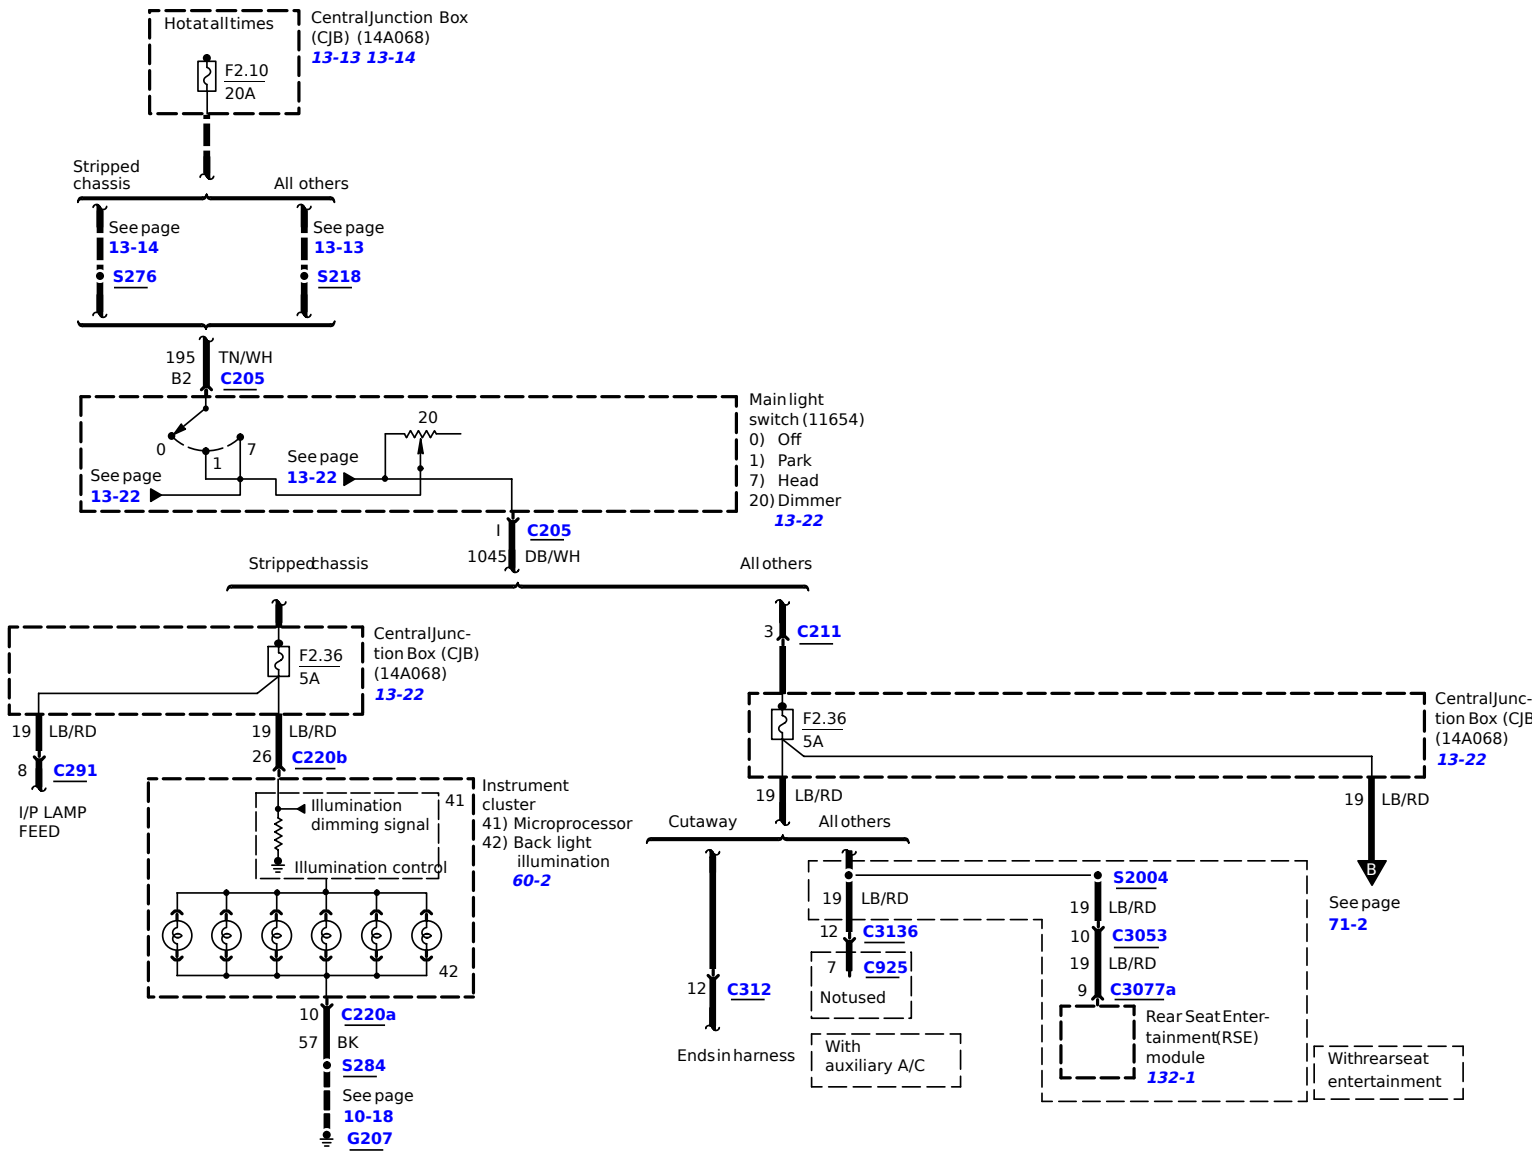 Hot at all times
Central Junction Box
(CJB) (14A068)
13-13 13-14
F2.10
20A
Stripped
chassis
All others
See page
13-14
S276
See page
13-13
S218
195 TN/WH
B2 C205
20
0
1
7
See page
13-22
See page
13-22
Main light
switch (11654)
0) Off
1) Park
7) Head
20) Dimmer
13-22
I C205
1045 DB/WH
Stripped chassis
All others
F2.36
5A
Central Junc-
tion Box (CJB)
(14A068)
13-22
3 C211
F2.36
5A
Central Junc-
tion Box (CJB
(14A068)
13-22
19 LB/RD
8 C291
I/P LAMP
FEED
19 LB/RD
26 C220b
Illumination
dimming signal
41
Illumination control
42
Instrument
cluster
41) Microprocessor
42) Back light
illumination
60-2
10 C220a
57 BK
S284
See page
10-18
G207
19 LB/RD
Cutaway
All others
12 C312
Ends in harness
19 LB/RD
12 C3136
7 C925
Not used
With
auxiliary A/C
S2004
19 LB/RD
10 C3053
19 LB/RD
9 C3077a
Rear Seat Enter-
tainment (RSE)
module
132-1
19 LB/RD
B
See page
71-2
With rear seat
entertainment